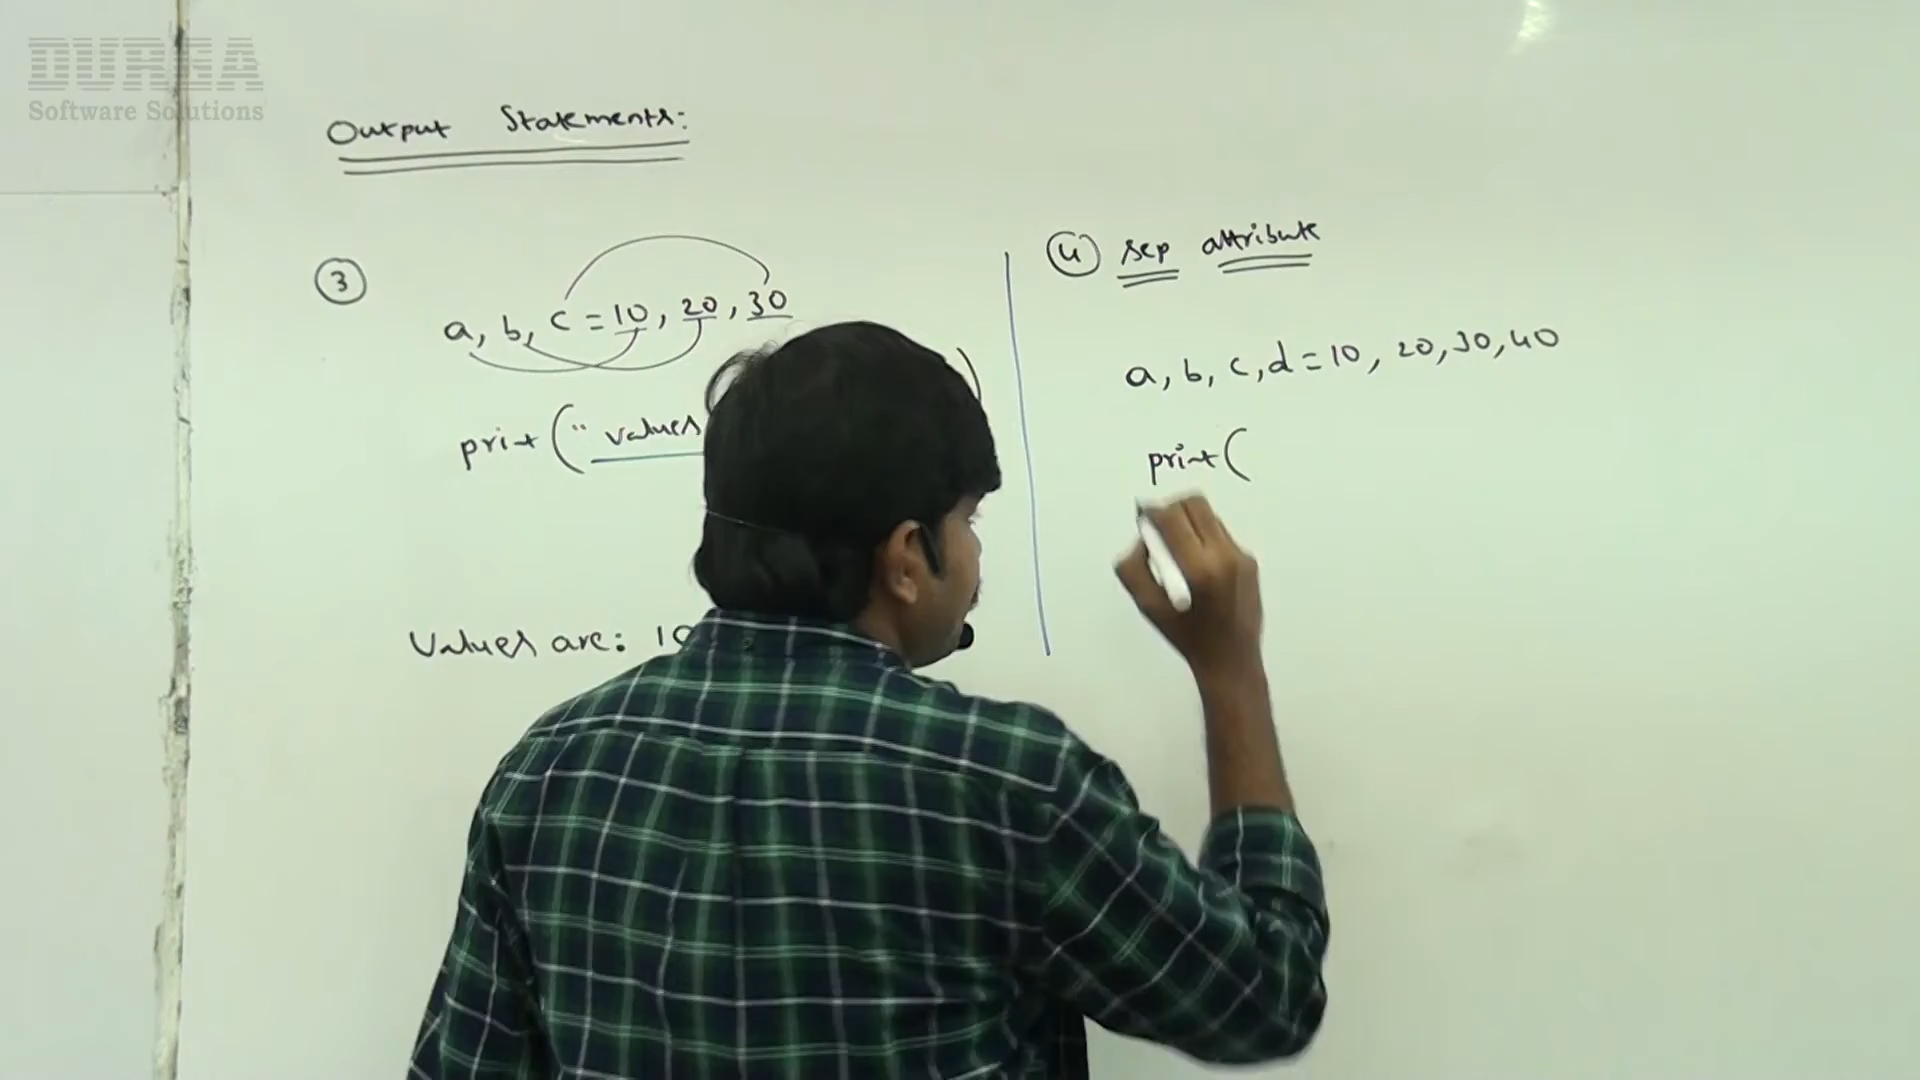 DURGA
Software Solutions
Output Statements:
3
a, b, c = 10, 20, 30
print (" values
Values are: 10
4 sep attribute
a, b, c, d = 10, 20, 30, 40
print (